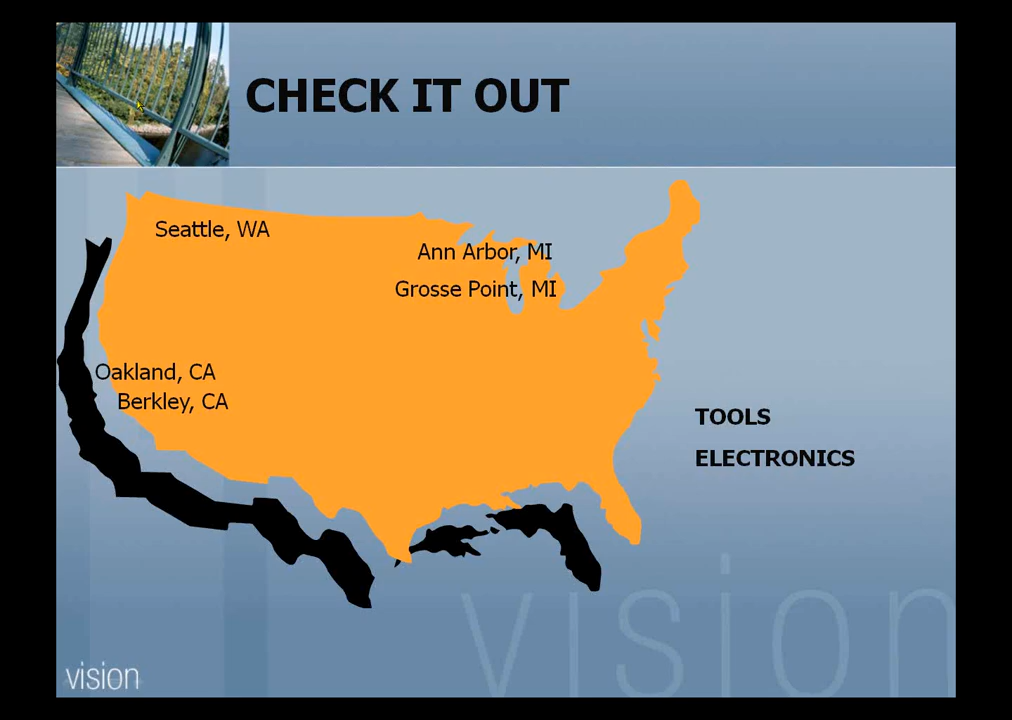 CHECK IT OUT
Seattle, WA
Ann Arbor, MI
Grosse Point, MI
Oakland, CA
Berkley, CA
TOOLS
ELECTRONICS
vision
vision